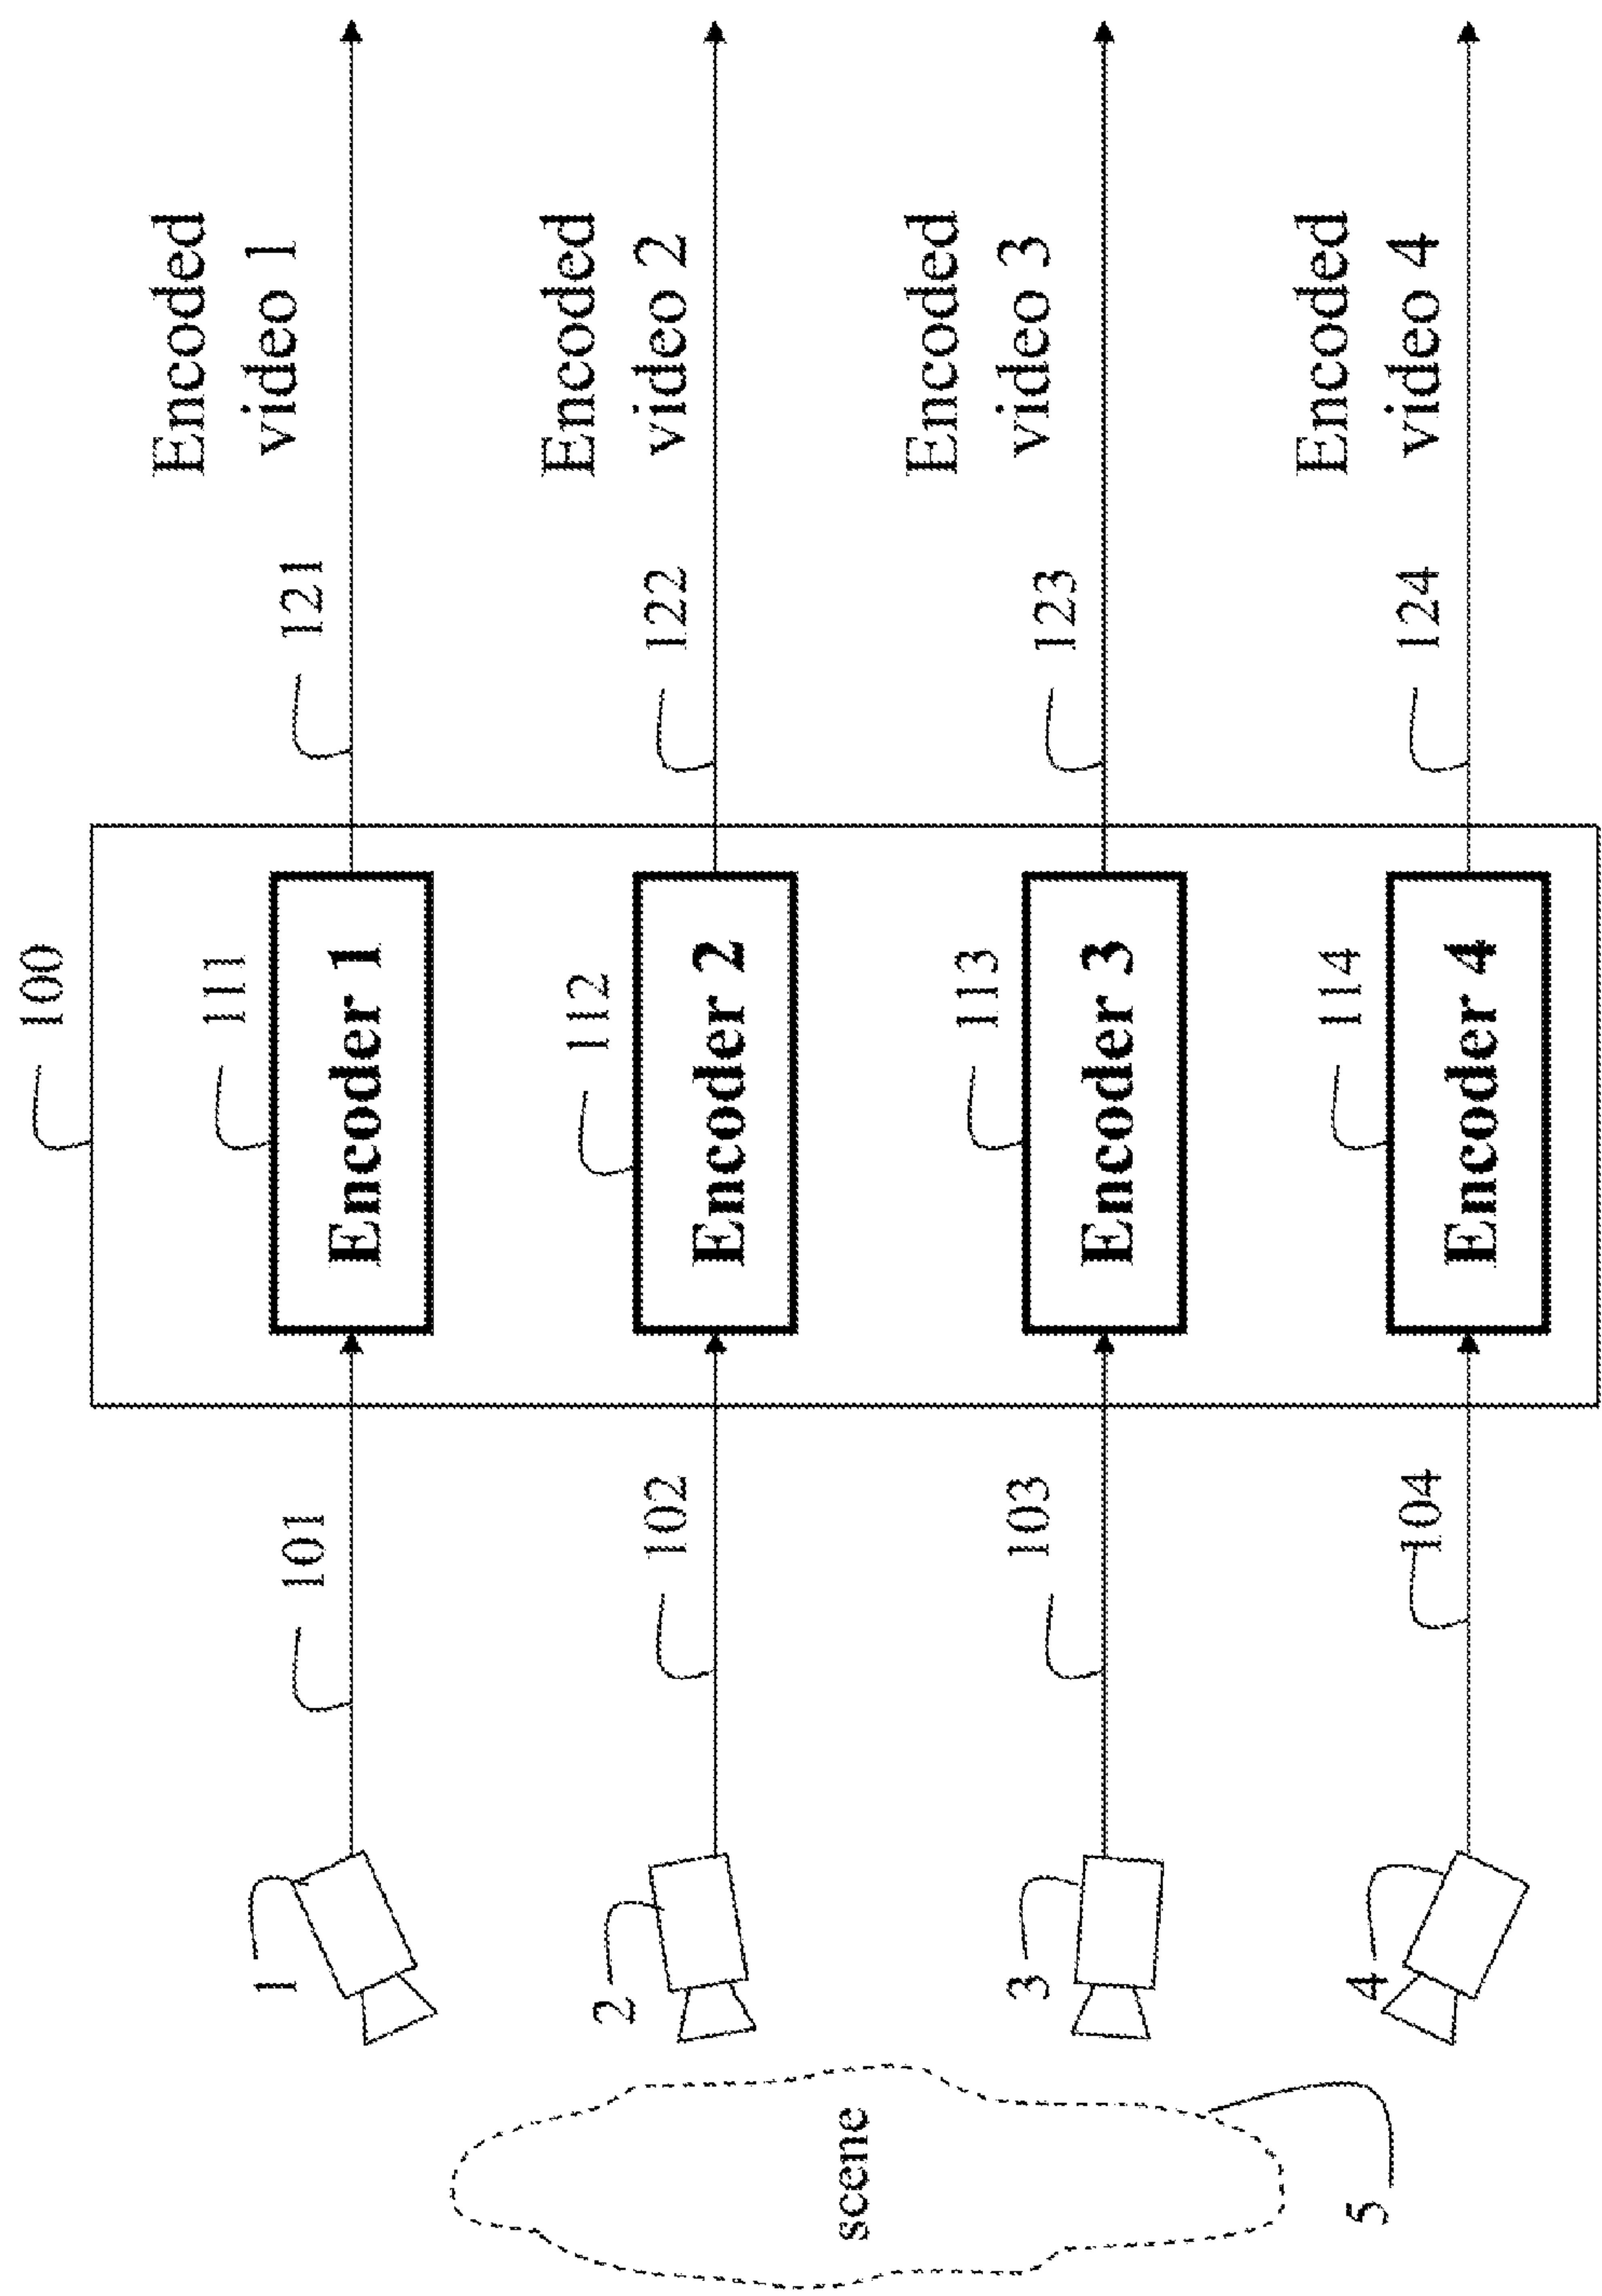 100
1
101
111
Encoder 1
121
Encoded
video 1
2
102
112
Encoder 2
122
Encoded
video 2
scene
3
103
113
Encoder 3
123
Encoded
video 3
5
4
104
114
Encoder 4
124
Encoded
video 4